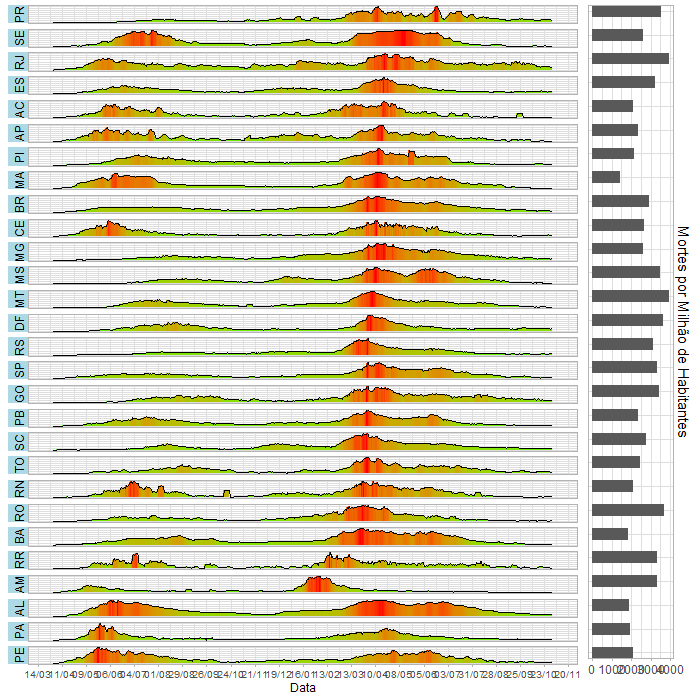 PR
SE
RJ
ES
AC
AP
PI
MA
BR
CE
MG
MS
MT
DF
RS
SP
GO
PB
SC
TO
RN
RO
BA
RR
AM
AL
PA
PE
14/03 11/04 09/05 06/06 04/07 01/08 29/08 26/09 24/10 21/11 19/12 16/01 13/02 13/03 10/04 08/05 05/06 03/07 31/07 28/08 25/09 23/10 20/11
Data
0 1000 2000 3000 4000
Mortes por Milhão de Habitantes